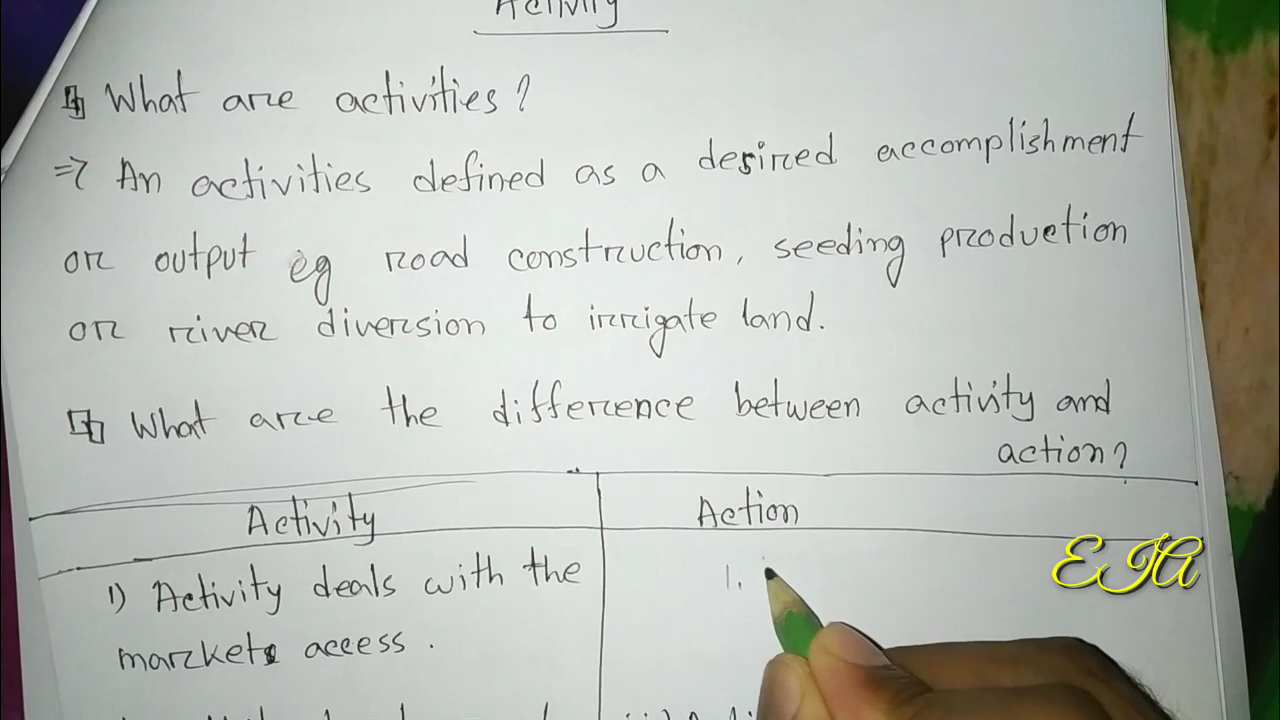 Activity
What are activities?
=> An activities defined as a desired accomplishment
or output eg road construction, seeding production
or river diversion to irrigate land.
What are the difference between activity and
action?
Activity
Action
1) Activity deals with the
markets access.
1.
EIA